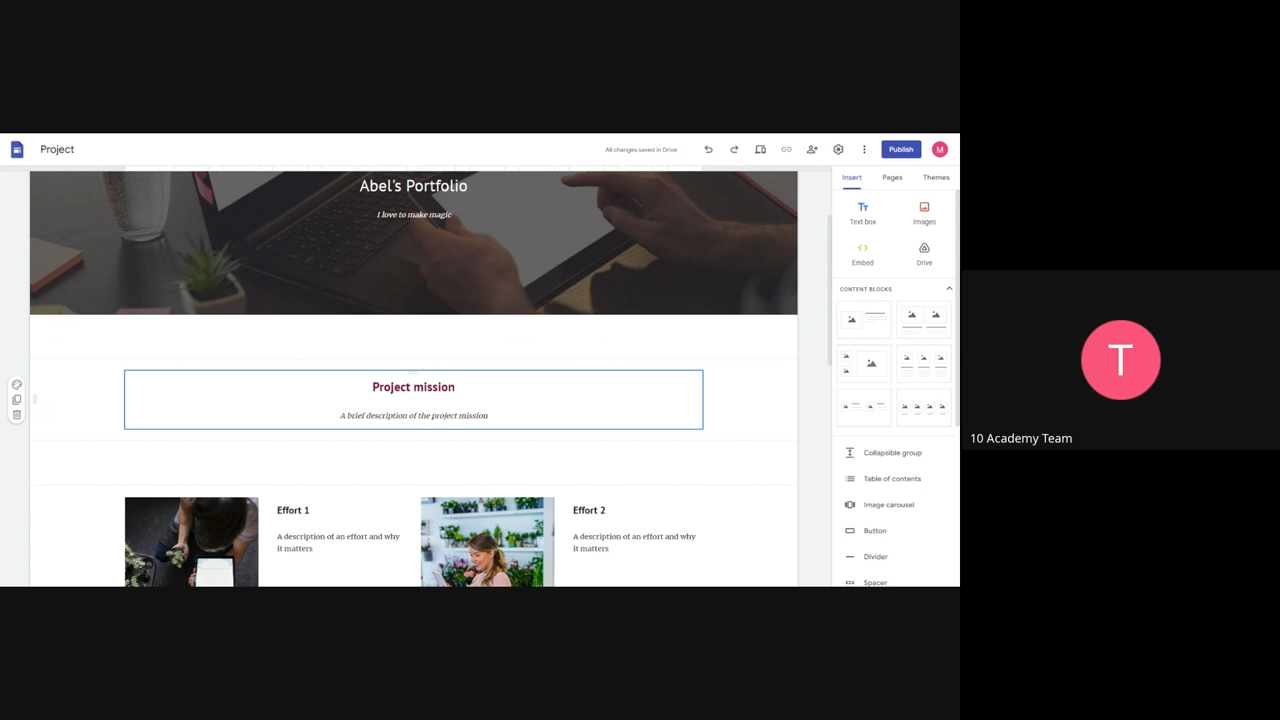 Project
All changes saved in Drive
Publish
M
Insert
Pages
Themes
Abel's Portfolio
I love to make magic
Tт
Text box
Images
Embed
Drive
CONTENT BLOCKS
Project mission
A brief description of the project mission
Collapsible group
Table of contents
Image carousel
Button
Divider
Spacer
Effort 1
A description of an effort and why
it matters
Effort 2
A description of an effort and why
it matters
T
10 Academy Team